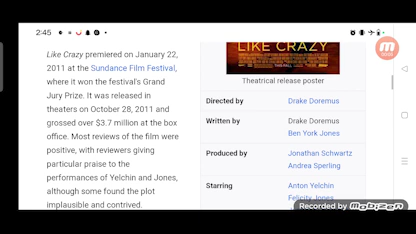 2:45
Like Crazy premiered on January 22,
2011 at the Sundance Film Festival,
where it won the festival's Grand
Jury Prize. It was released in
theaters on October 28, 2011 and
grossed over $3.7 million at the box
office. Most reviews of the film were
positive, with reviewers giving
particular praise to the
performances of Yelchin and Jones,
although some found the plot
implausible and contrived.
LIKE CRAZY
Theatrical release poster
Directed by Drake Doremus
Written by Drake Doremus
Ben York Jones
Produced by Jonathan Schwartz
Andrea Sperling
Starring Anton Yelchin
Felicity Jones
Recorded by MobiZen